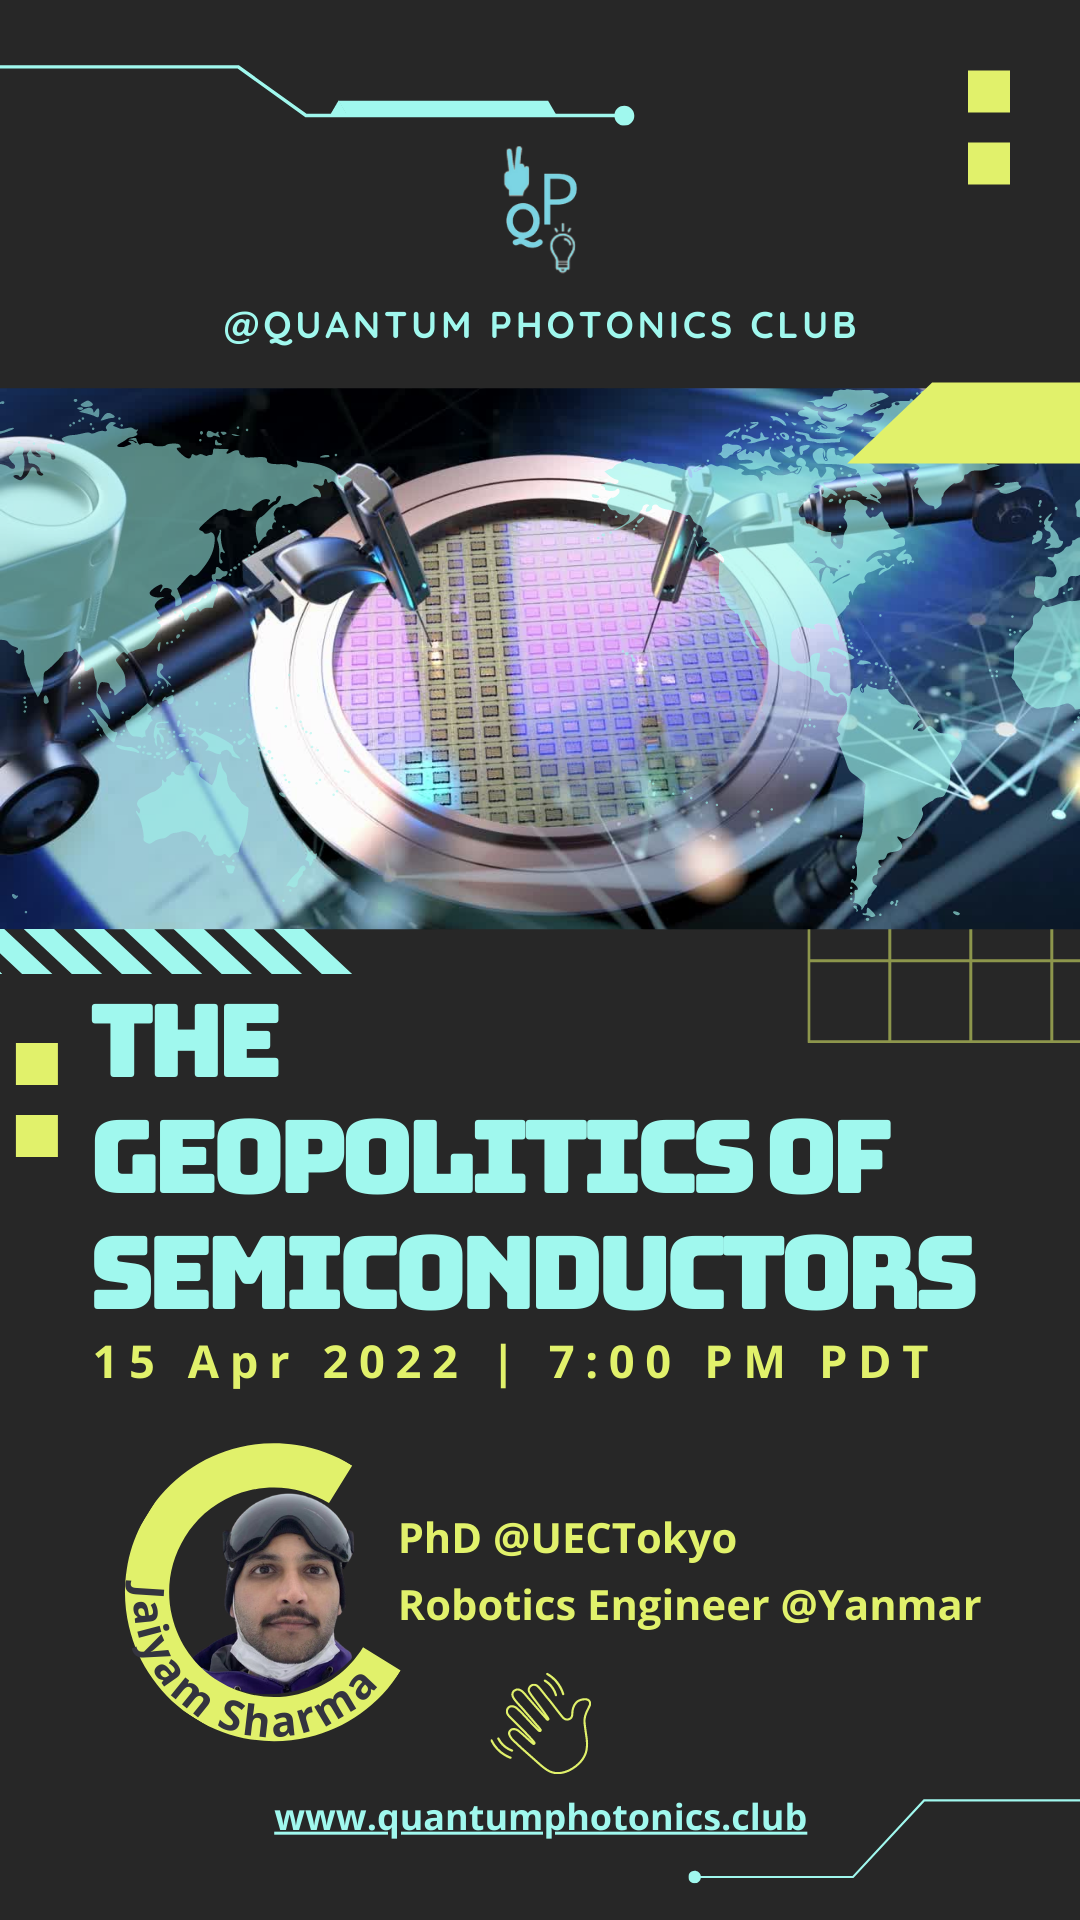 QP
@QUANTUM PHOTONICS CLUB
THE
GEOPOLITICS OF
SEMICONDUCTORS
15 Apr 2022 | 7:00 PM PDT
PhD @UECTokyo
Robotics Engineer @Yanmar
Jaiyam Sharma
www.quantumphotonics.club